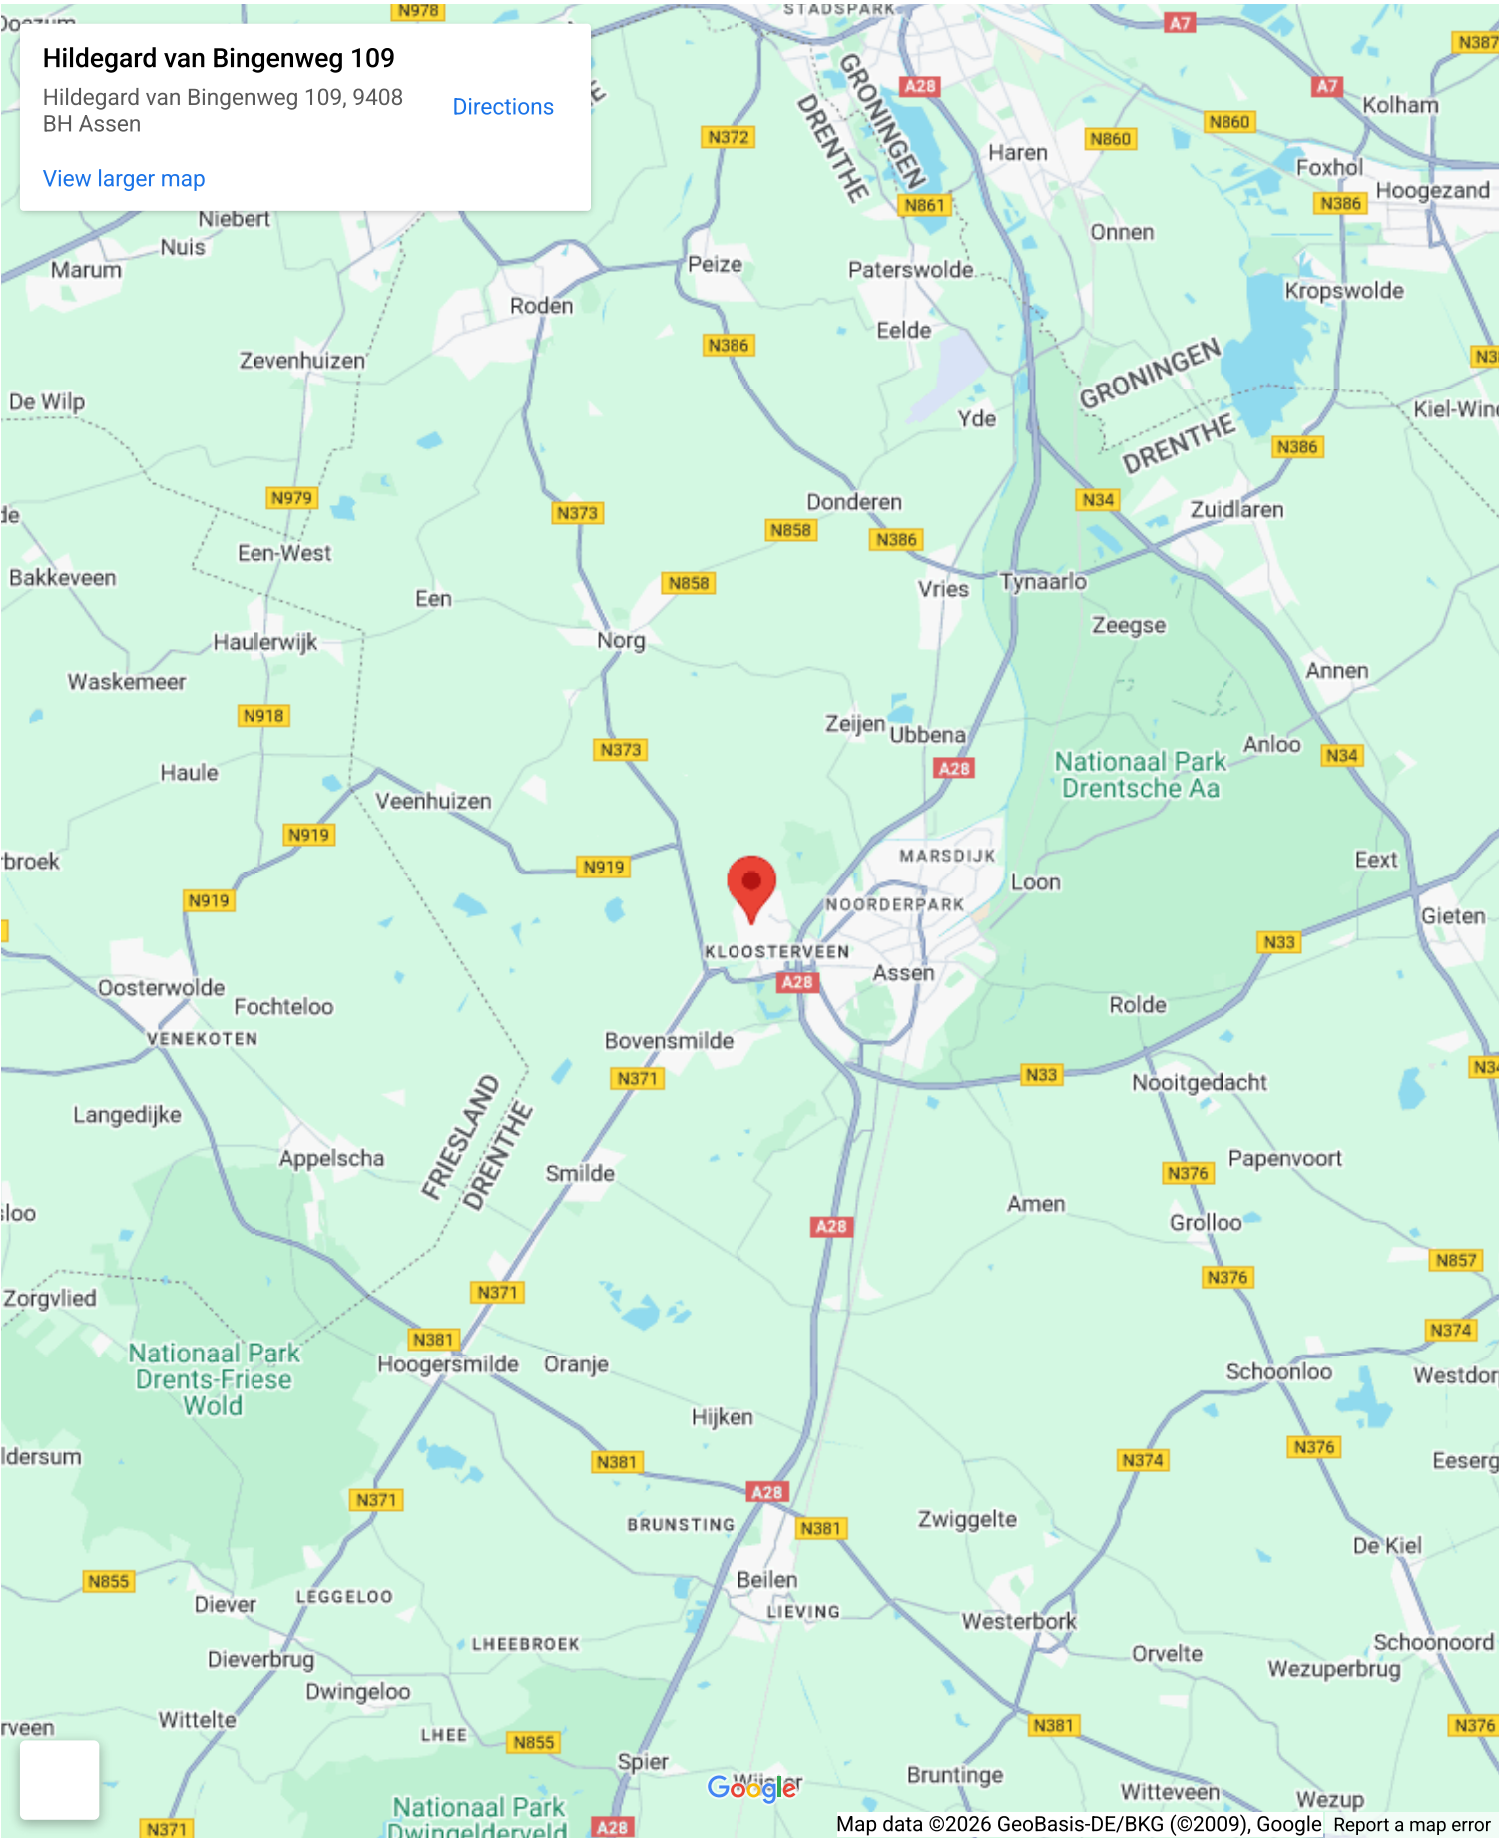 Hildegard van Bingenweg 109
Hildegard van Bingenweg 109, 9408
BH Assen
Directions
View larger map
N978
STADSPARK
A7
N387
A28
A7
Kolham
GRONINGEN
DRENTHE
N372
Haren
N860
N860
Foxhol
Hoogezand
N386
N861
Niebert
Nuis
Marum
Onnen
Peize
Paterswolde
Kropswolde
Roden
Eelde
N386
Zevenhuizen
GRONINGEN
DRENTHE
De Wilp
Yde
N386
N979
N373
Donderen
N34
Zuidlaren
N858
N386
Een-West
Bakkeveen
Een
N858
Vries
Tynaarlo
Zeegse
Haulerwijk
Norg
Waskemeer
Annen
N918
Zeijen
Ubbena
N373
Anloo
N34
Haule
A28
Nationaal Park
Drentsche Aa
Veenhuizen
N919
MARSDIJK
N919
Loon
Eext
N919
NOORDERPARK
Gieten
N33
KLOOSTERVEEN
Assen
A28
Oosterwolde
Fochteloo
Rolde
VENEKOTEN
Bovensmilde
N371
N33
Nooitgedacht
Langedijke
FRIESLAND
DRENTHE
Appelscha
Smilde
Papenvoort
N376
Amen
Grolloo
A28
N857
N376
Zorgvlied
N371
N374
N381
Nationaal Park
Drents-Friese
Wold
Hoogersmilde
Oranje
Schoonloo
Hijken
N376
N381
N374
A28
N371
Zwiggelte
BRUNSTING
N381
De Kiel
N855
Beilen
LEGGELOO
Diever
LIEVING
Westerbork
LHEEBROEK
Schoonoord
Dieverbrug
Orvelte
Wezuperbrug
Dwingeloo
Wittelte
LHEE
N855
N381
N376
Spier
Google
Bruntinge
Witteveen
Wezup
Nationaal Park
Dwingelderveld
N371
A28
Map data ©2026 GeoBasis-DE/BKG (©2009), Google
Report a map error